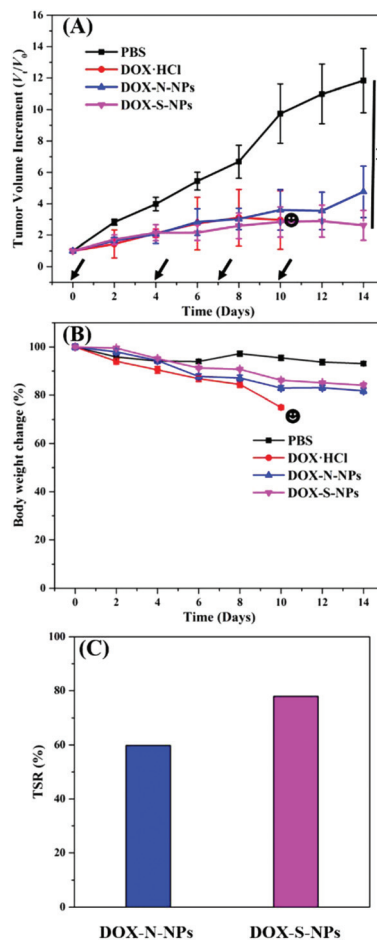 (A)
PBS
DOX·HCl
DOX-N-NPs
DOX-S-NPs
Tumor Volume Increment (Vt/V0)
16
14
12
10
8
6
4
2
0
0 2 4 6 8 10 12 14
Time (Days)
(B)
Body weight change (%)
100
80
60
40
20
0
PBS
DOX·HCl
DOX-N-NPs
DOX-S-NPs
0 2 4 6 8 10 12 14
Time (Days)
(C)
TSR (%)
100
80
60
40
20
0
DOX-N-NPs DOX-S-NPs